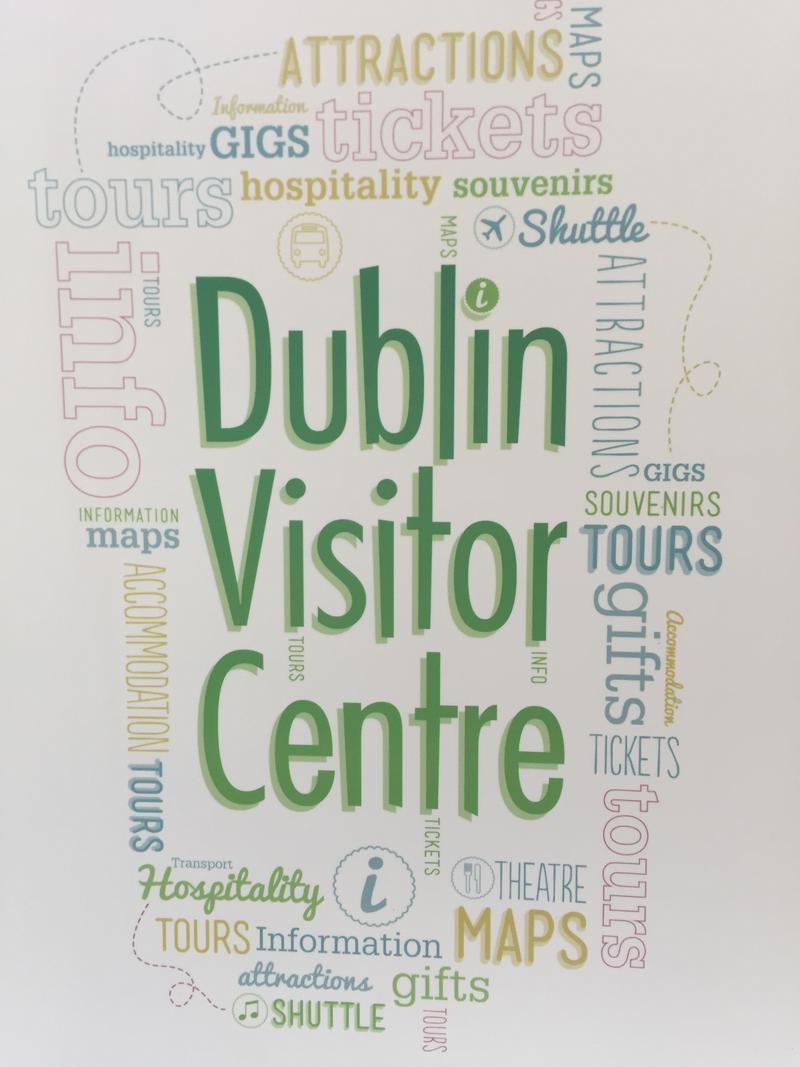 GS
MAPS
ATTRACTIONS
Information
tickets
hospitality GIGS
tours hospitality souvenirs
MAPS
Shuttle
info
TOURS
ATTRACTIONS
i
Dublin
Visitor
Centre
GIGS
SOUVENIRS
TOURS
INFORMATION
maps
ACCOMMODATION
gifts
Accommodation
TOURS
INFO
TICKETS
TOURS
tours
TICKETS
Transport
Hospitality
i
THEATRE
TOURS Information MAPS
attractions gifts
SHUTTLE
TOURS